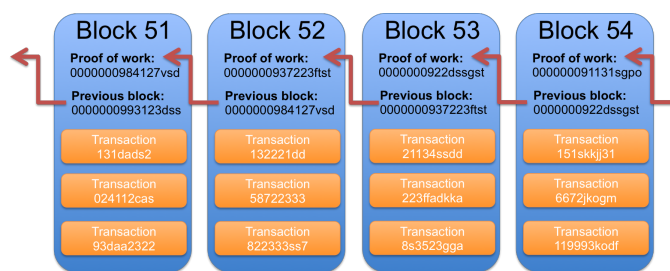 Block 51
Proof of work:
0000000984127vsd
Previous block:
0000000993123dss
Transaction
131dads2
Transaction
024112cas
Transaction
93daa2322
Block 52
Proof of work:
0000000937223ftst
Previous block:
0000000984127vsd
Transaction
132221dd
Transaction
58722333
Transaction
822333ss7
Block 53
Proof of work:
0000000922dssgst
Previous block:
0000000937223ftst
Transaction
21134ssdd
Transaction
223ffadkka
Transaction
8s3523gga
Block 54
Proof of work:
000000091131sgpo
Previous block:
0000000922dssgst
Transaction
151skkjj31
Transaction
6672jkogm
Transaction
119993kodf